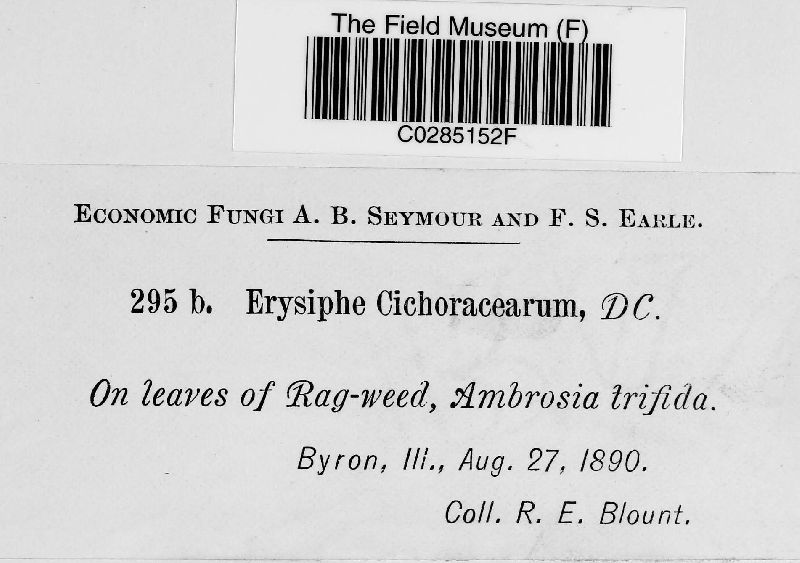 The Field Museum (F)
C0285152F
Economic Fungi A. B. Seymour and F. S. Earle.
295 b. Erysiphe Cichoracearum, DC.
On leaves of Rag-weed, Ambrosia trifida.
Byron, Ill., Aug. 27, 1890.
Coll. R. E. Blount.